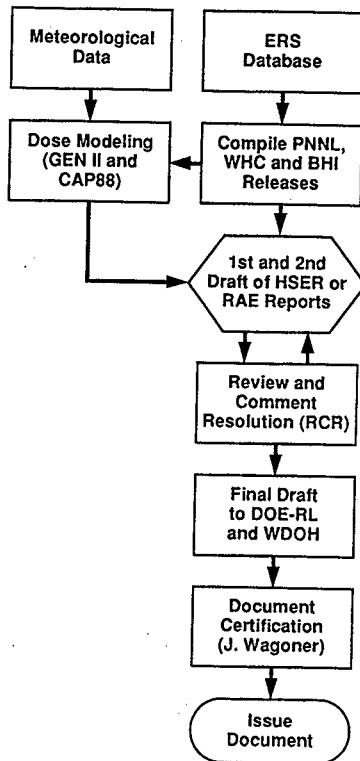 Meteorological
Data
ERS
Database
Dose Modeling
(GEN II and
CAP88)
Compile PNNL,
WHC and BHI
Releases
1st and 2nd
Draft of HSER or
RAE Reports
Review and
Comment
Resolution (RCR)
Final Draft
to DOE-RL
and WDOH
Document
Certification
(J. Wagoner)
Issue
Document